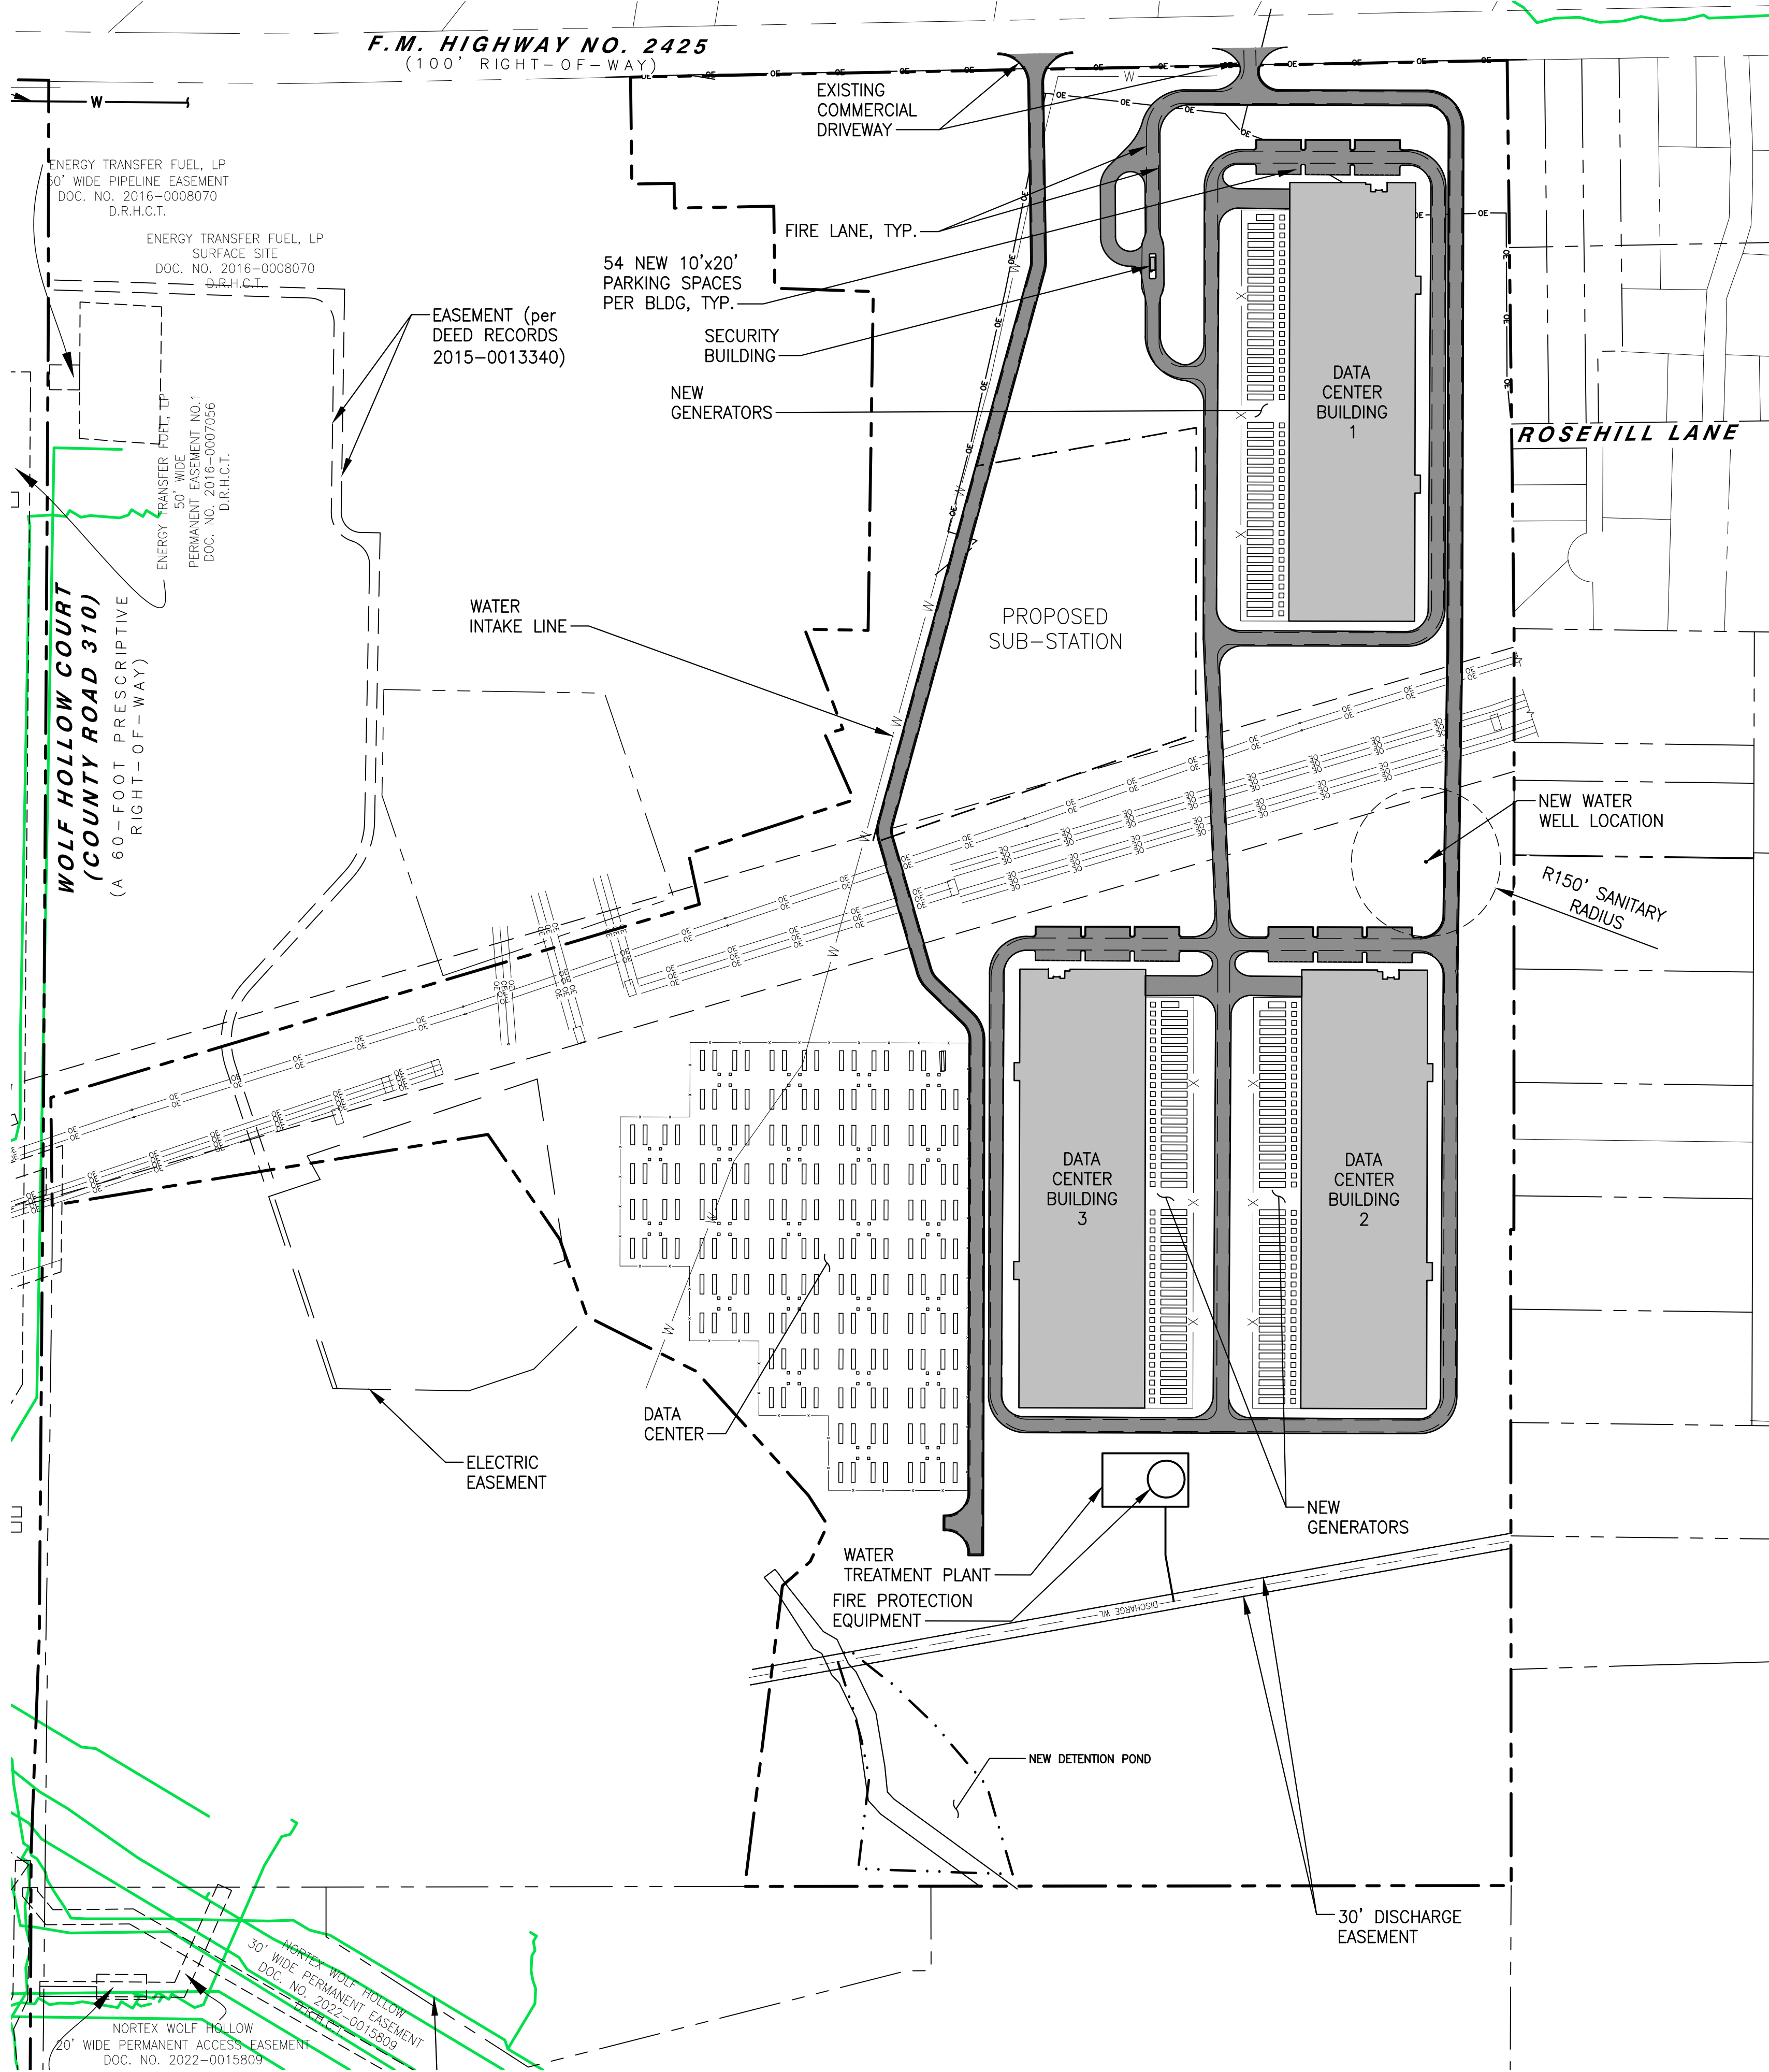 F.M. HIGHWAY NO. 2425
(100' RIGHT-OF-WAY)
W
EXISTING
COMMERCIAL
DRIVEWAY
ENERGY TRANSFER FUEL, LP
50' WIDE PIPELINE EASEMENT
DOC. NO. 2016-0008070
D.R.H.C.T.
ENERGY TRANSFER FUEL, LP
SURFACE SITE
DOC. NO. 2016-0008070
D.R.H.C.T.
FIRE LANE, TYP.
54 NEW 10'x20'
PARKING SPACES
PER BLDG, TYP.
SECURITY
BUILDING
EASEMENT (per
DEED RECORDS
2015-0013340)
NEW
GENERATORS
DATA
CENTER
BUILDING
1
ROSEHILL LANE
ENERGY TRANSFER FUEL, LP
50' WIDE
PERMANENT EASEMENT NO.1
DOC. NO. 2016-0007056
D.R.H.C.T.
WOLF HOLLOW COURT
(COUNTY ROAD 310)
(A 60-FOOT PRESCRIPTIVE
RIGHT-OF-WAY)
WATER
INTAKE LINE
PROPOSED
SUB-STATION
NEW WATER
WELL LOCATION
R150' SANITARY
RADIUS
DATA
CENTER
BUILDING
3
DATA
CENTER
BUILDING
2
DATA
CENTER
ELECTRIC
EASEMENT
NEW
GENERATORS
WATER
TREATMENT PLANT
FIRE PROTECTION
EQUIPMENT
DISCHARGE WL
NEW DETENTION POND
30' DISCHARGE
EASEMENT
NORTEX WOLF HOLLOW
30' WIDE PERMANENT EASEMENT
DOC. NO. 2022-0015809
D.R.H.C.T.
NORTEX WOLF HOLLOW
20' WIDE PERMANENT ACCESS EASEMENT
DOC. NO. 2022-0015809